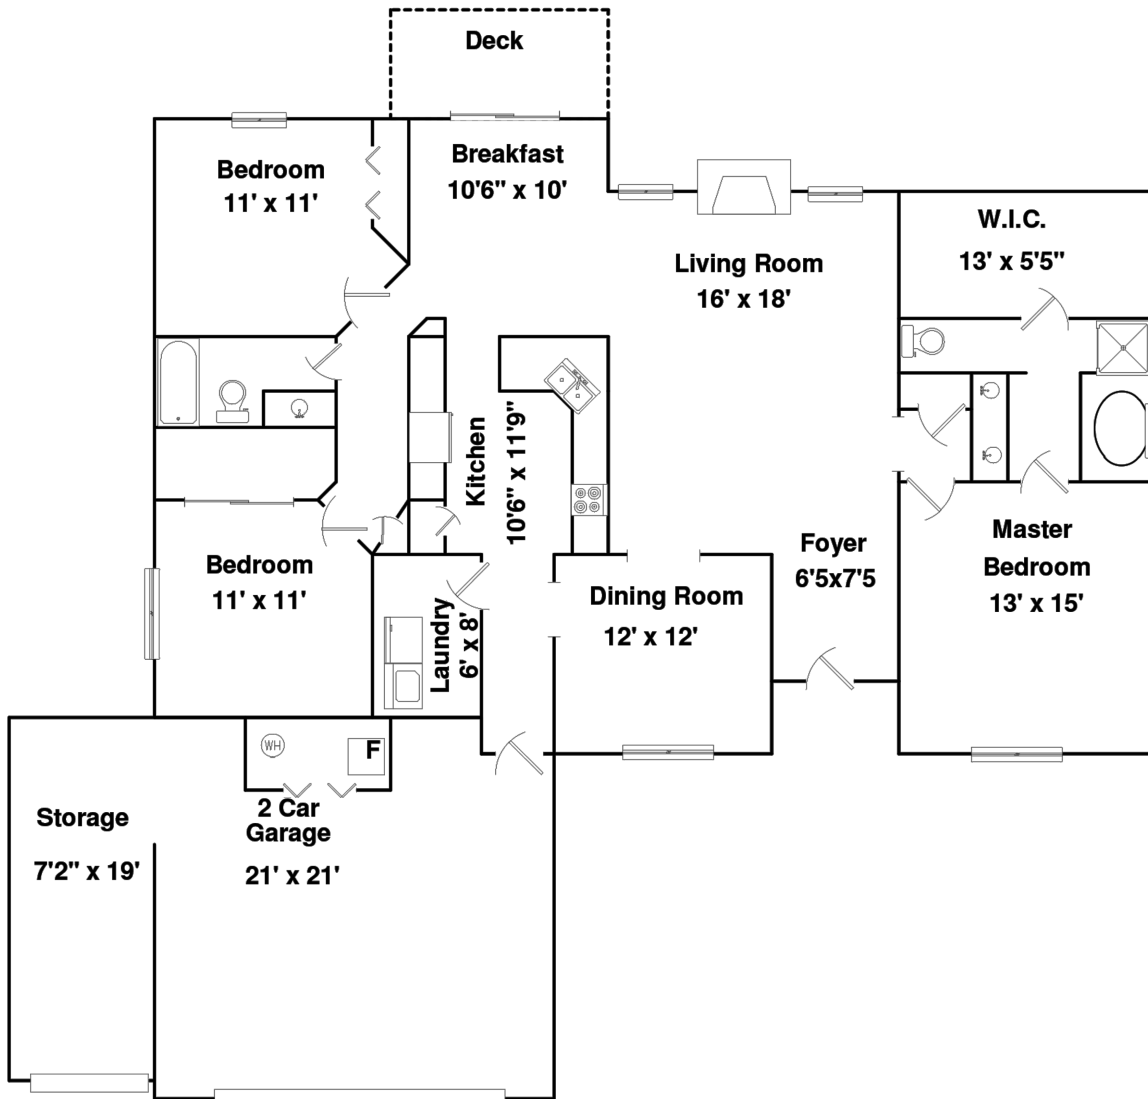 Deck
Bedroom
11' x 11'
Breakfast
10'6" x 10'
Living Room
16' x 18'
W.I.C.
13' x 5'5"
Kitchen
10'6" x 11'9"
Bedroom
11' x 11'
Laundry
6' x 8'
Dining Room
12' x 12'
Foyer
6'5x7'5
Master
Bedroom
13' x 15'
WH
F
Storage
7'2" x 19'
2 Car
Garage
21' x 21'